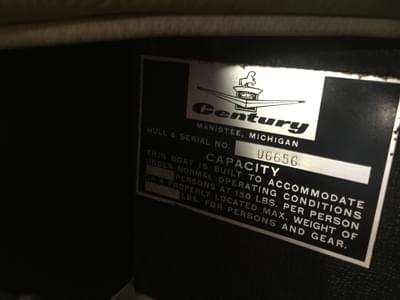 Century
MANISTEE, MICHIGAN
HULL & SERIAL NO. U6656
CAPACITY
THIS BOAT IS BUILT TO ACCOMMODATE
UNDER NORMAL OPERATING CONDITIONS
PERSONS AT 150 LBS. PER PERSON
& PROPERLY LOCATED MAX. WEIGHT OF
LBS. FOR PERSONS AND GEAR.